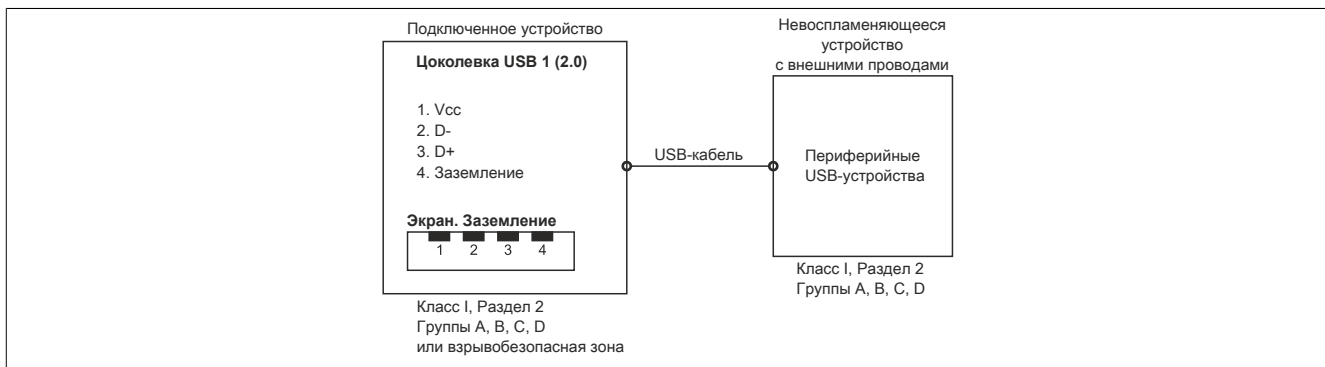 Подключенное устройство
Цоколевка USB 1 (2.0)
1. Vcc
2. D-
3. D+
4. Заземление
Экран. Заземление
1 2 3 4
Класс I, Раздел 2
Группы A, B, C, D
или взрывобезопасная зона
USB-кабель
Невоспламеняющееся
устройство
с внешними проводами
Периферийные
USB-устройства
Класс I, Раздел 2
Группы A, B, C, D